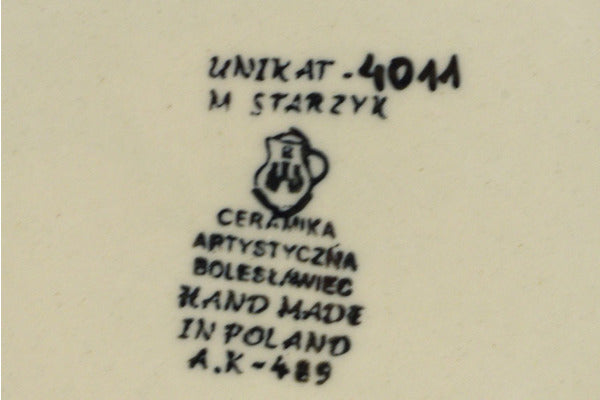 UNIKAT - 4011
M STARZYK
CERAMIKA
ARTYSTYCZNA
BOLESŁAWIEC
HAND MADE
IN POLAND
A.K - 489